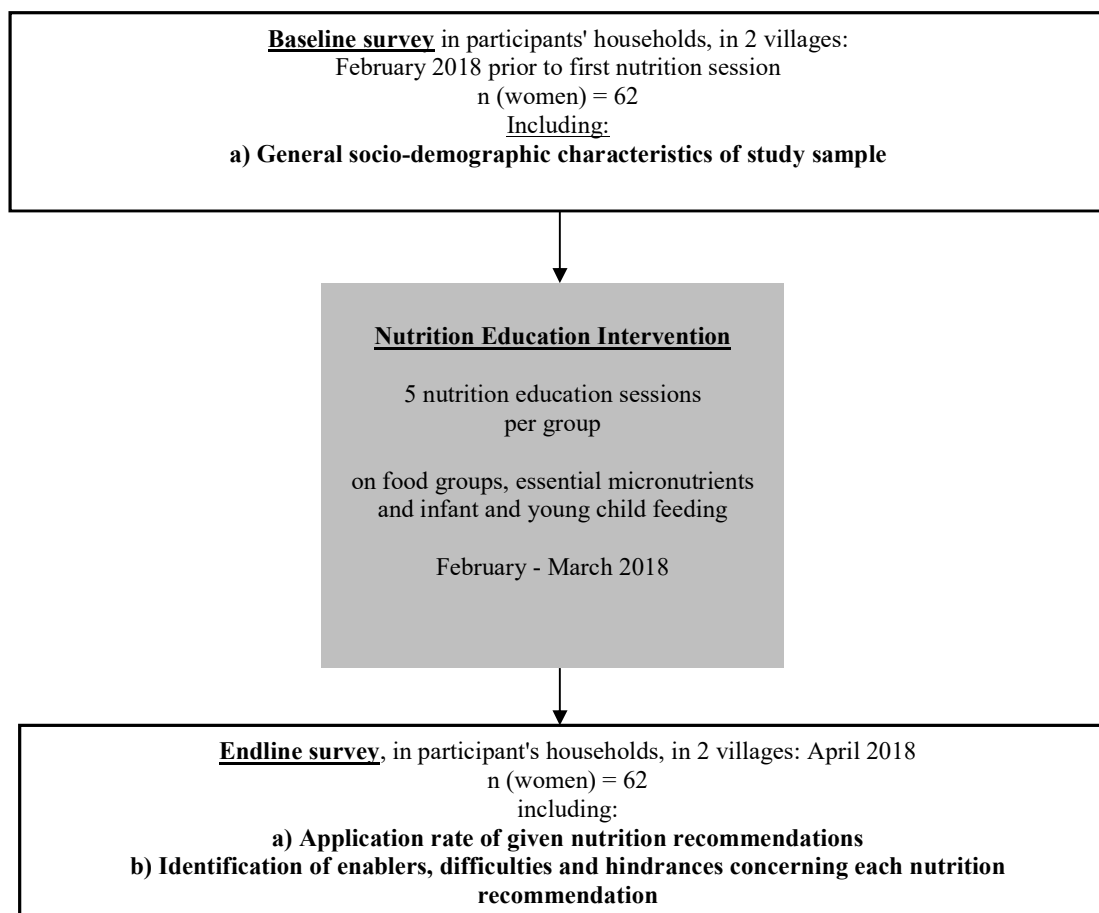 Baseline survey in participants' households, in 2 villages:
February 2018 prior to first nutrition session
n (women) = 62
Including:
a) General socio-demographic characteristics of study sample
Nutrition Education Intervention
5 nutrition education sessions
per group
on food groups, essential micronutrients
and infant and young child feeding
February - March 2018
Endline survey, in participant's households, in 2 villages: April 2018
n (women) = 62
including:
a) Application rate of given nutrition recommendations
b) Identification of enablers, difficulties and hindrances concerning each nutrition
recommendation